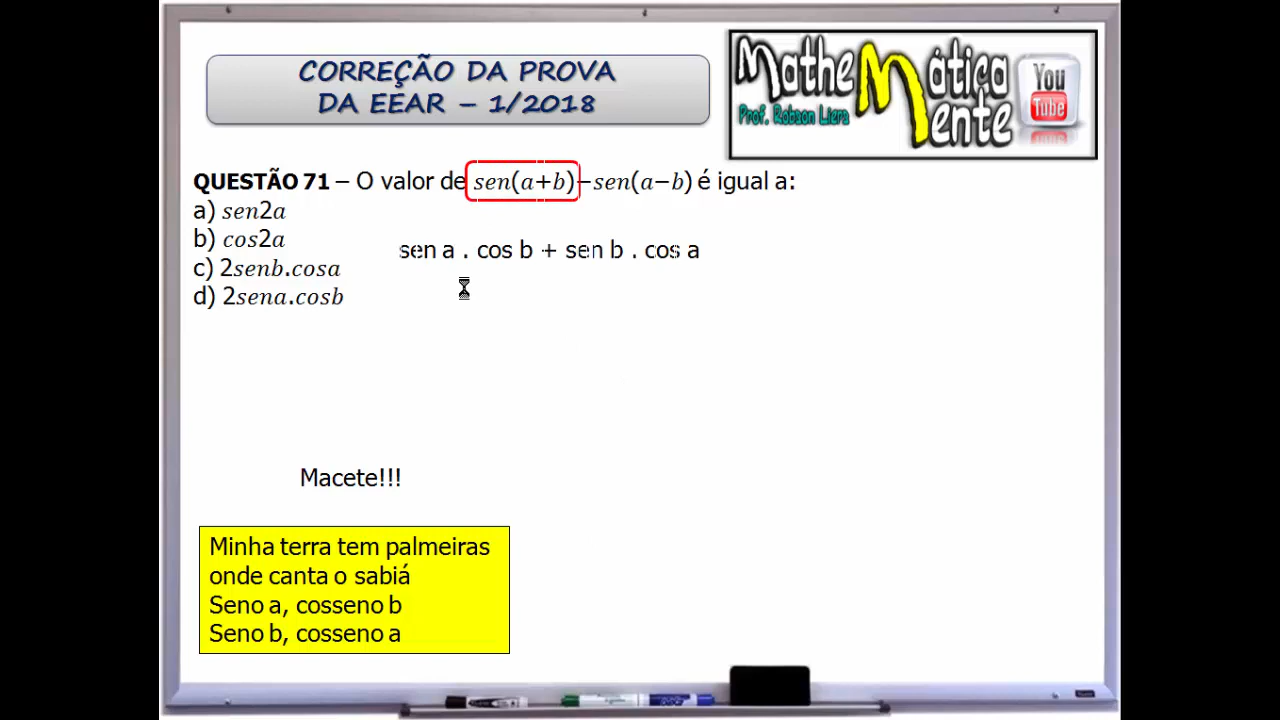 CORREÇÃO DA PROVA
DA EEAR – 1/2018
Mathe Mática Mente
Prof. Robson Liera
You Tube
QUESTÃO 71 – O valor de sen(a+b)−sen(a−b) é igual a:
a) sen2a
b) cos2a
c) 2senb.cosa
d) 2sena.cosb
sen a . cos b + sen b . cos a
Macete!!!
Minha terra tem palmeiras
onde canta o sabiá
Seno a, cosseno b
Seno b, cosseno a